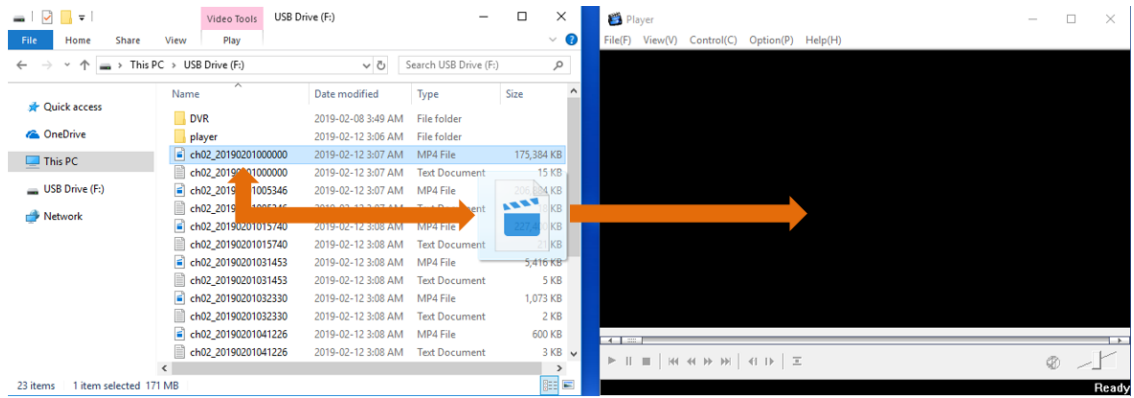 Video Tools USB Drive (F:)
File Home Share View Play
This PC > USB Drive (F:) Search USB Drive (F:)
Quick access
OneDrive
This PC
USB Drive (F:)
Network
Name Date modified Type Size
DVR 2019-02-08 3:49 AM File folder
player 2019-02-12 3:06 AM File folder
ch02_20190201000000 2019-02-12 3:07 AM MP4 File 175,384 KB
ch02_20190201000000 2019-02-12 3:07 AM Text Document 15 KB
ch02_20190201005346 2019-02-12 3:07 AM MP4 File KB
2019-02-12 3:07 AM KB
ch02_20190201015740 2019-02-12 3:08 AM MP4 File KB
ch02_20190201015740 2019-02-12 3:08 AM Text Document 21 KB
ch02_20190201031453 2019-02-12 3:08 AM MP4 File 5,416 KB
ch02_20190201031453 2019-02-12 3:08 AM Text Document 5 KB
ch02_20190201032330 2019-02-12 3:08 AM MP4 File 1,073 KB
ch02_20190201032330 2019-02-12 3:08 AM Text Document 2 KB
ch02_20190201041226 2019-02-12 3:08 AM MP4 File 600 KB
ch02_20190201041226 2019-02-12 3:08 AM Text Document 3 KB
23 items 1 item selected 171 MB
Player
File(F) View(V) Control(C) Option(P) Help(H)
Ready